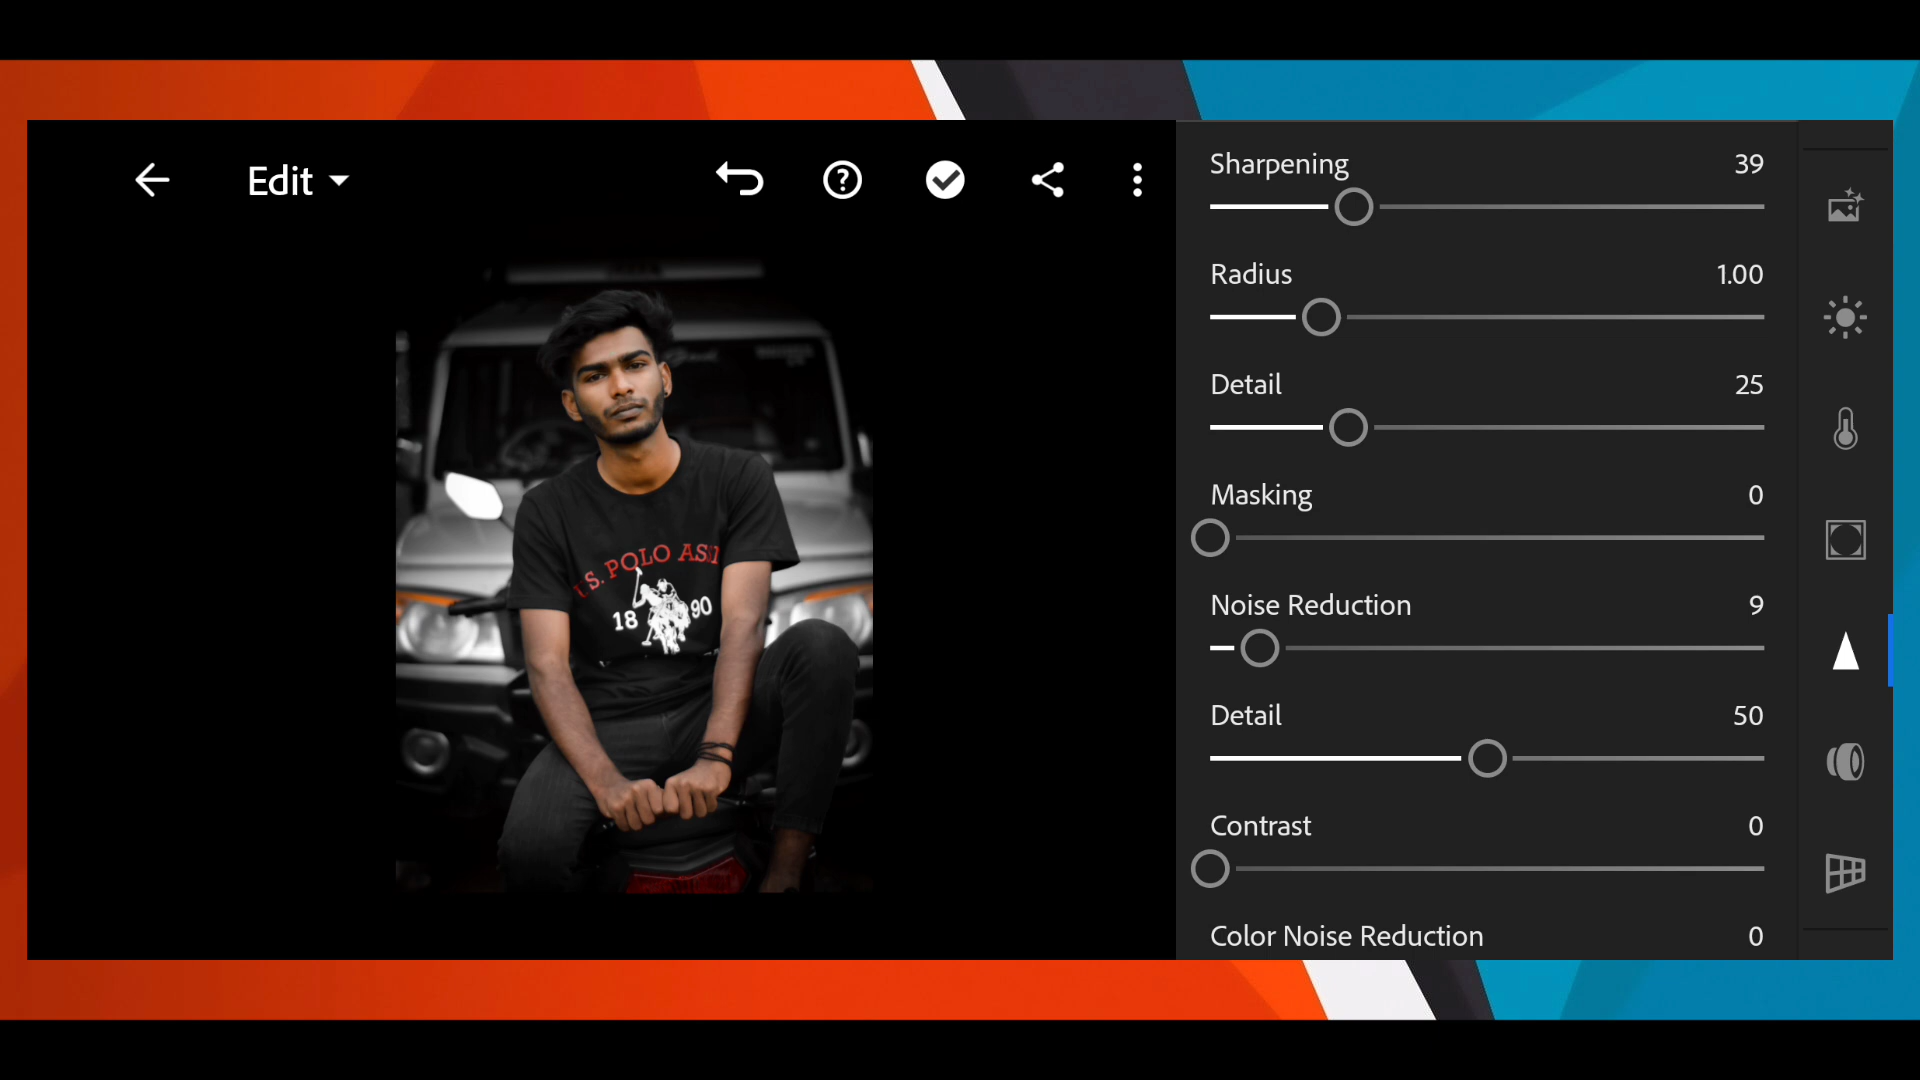 Edit
Sharpening 39
Radius 1.00
Detail 25
Masking 0
Noise Reduction 9
Detail 50
Contrast 0
Color Noise Reduction 0
U.S. POLO ASSN
18 90